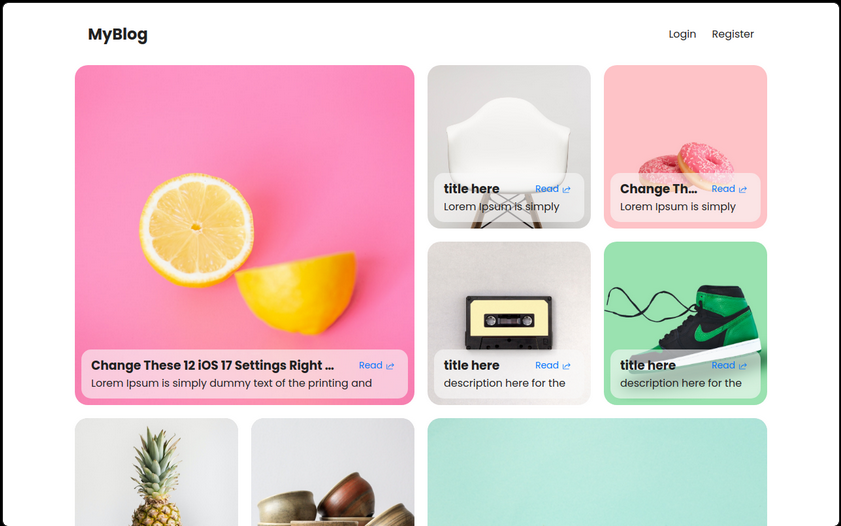 MyBlog
Login Register
title here Read
Lorem Ipsum is simply
Change Th... Read
Lorem Ipsum is simply
Change These 12 iOS 17 Settings Right ... Read
Lorem Ipsum is simply dummy text of the printing and
title here Read
description here for the
title here Read
description here for the